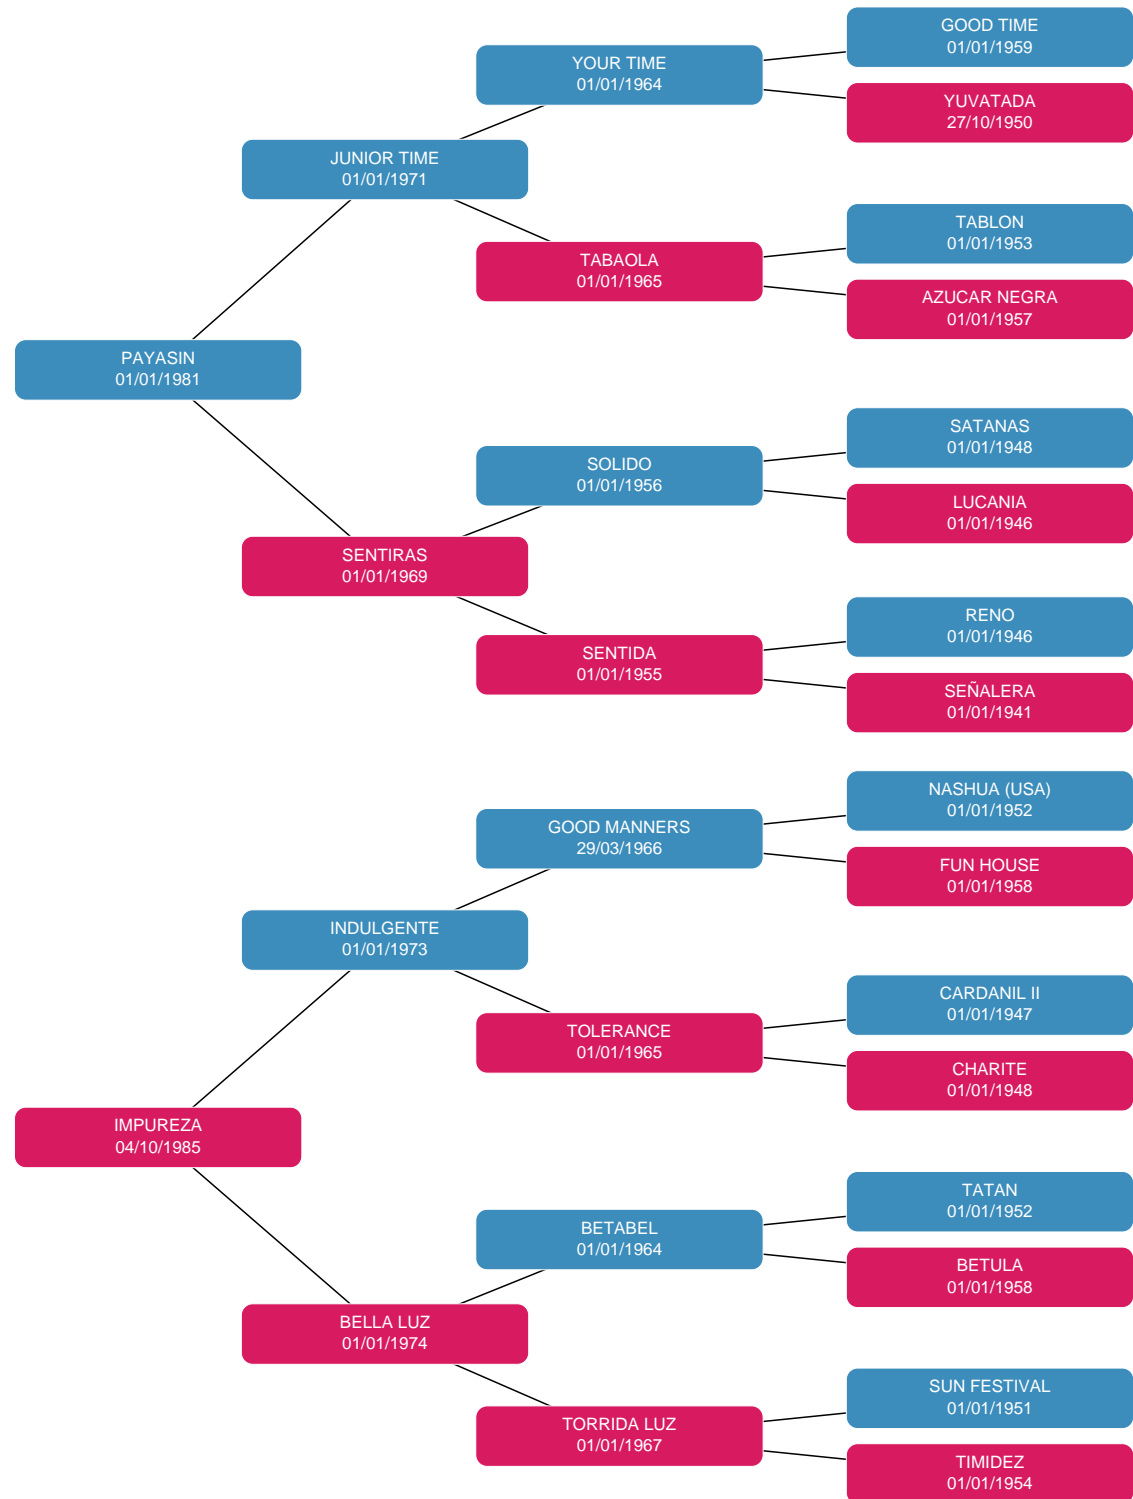 GOOD TIME
01/01/1959
YOUR TIME
01/01/1964
YUVATADA
27/10/1950
JUNIOR TIME
01/01/1971
TABLON
01/01/1953
TABAOLA
01/01/1965
AZUCAR NEGRA
01/01/1957
PAYASIN
01/01/1981
SATANAS
01/01/1948
SOLIDO
01/01/1956
LUCANIA
01/01/1946
SENTIRAS
01/01/1969
RENO
01/01/1946
SENTIDA
01/01/1955
SEÑALERA
01/01/1941
NASHUA (USA)
01/01/1952
GOOD MANNERS
29/03/1966
FUN HOUSE
01/01/1958
INDULGENTE
01/01/1973
CARDANIL II
01/01/1947
TOLERANCE
01/01/1965
CHARITE
01/01/1948
IMPUREZA
04/10/1985
TATAN
01/01/1952
BETABEL
01/01/1964
BETULA
01/01/1958
BELLA LUZ
01/01/1974
SUN FESTIVAL
01/01/1951
TORRIDA LUZ
01/01/1967
TIMIDEZ
01/01/1954